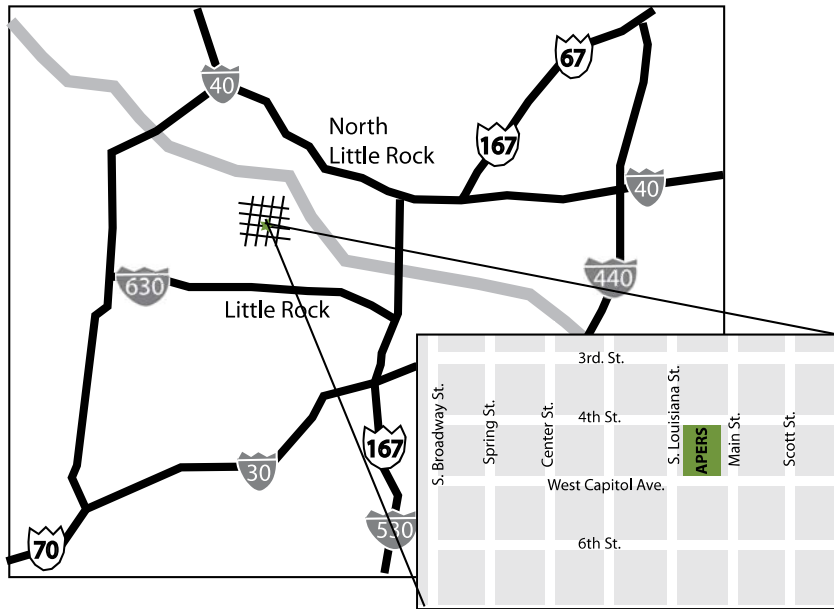 67
40
North
Little Rock
167
40
630
440
Little Rock
3rd. St.
S. Broadway St.
Spring St.
Center St.
4th St.
S. Louisiana St.
APERS
Main St.
Scott St.
167
30
West Capitol Ave.
530
6th St.
70